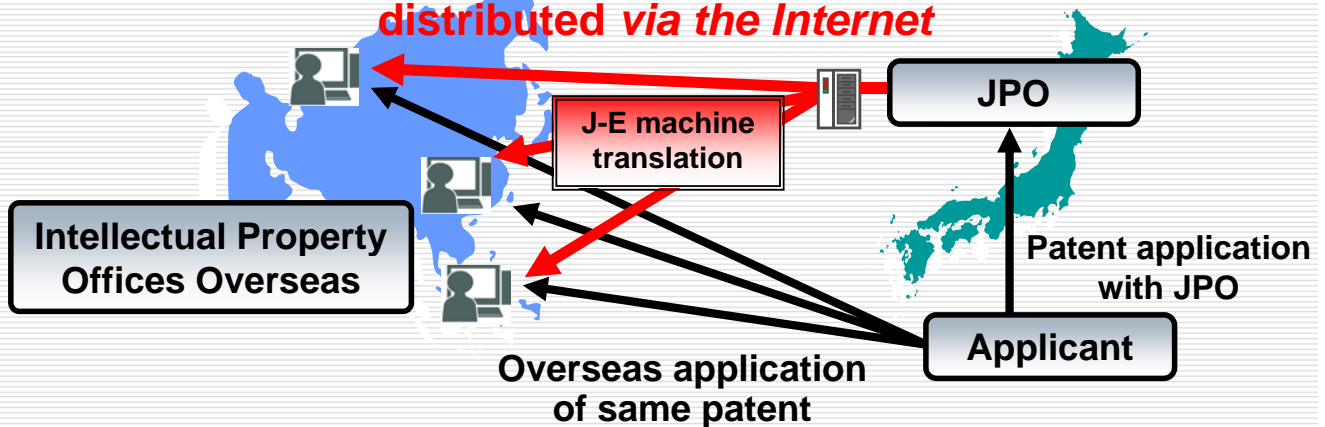 distributed via the Internet
JPO
J-E machine
translation
Intellectual Property
Offices Overseas
Patent application
with JPO
Applicant
Overseas application
of same patent